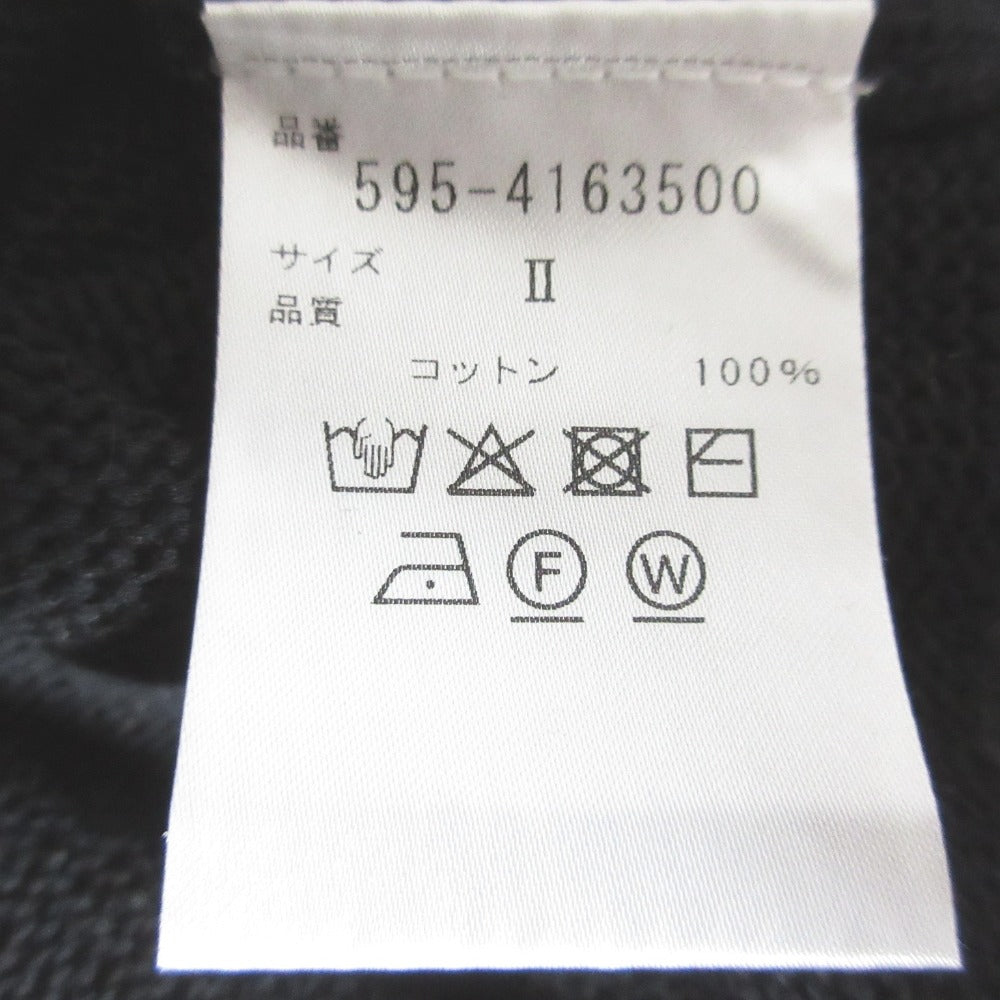 品番
595-4163500
サイズ II
品質
コットン 100%
F W